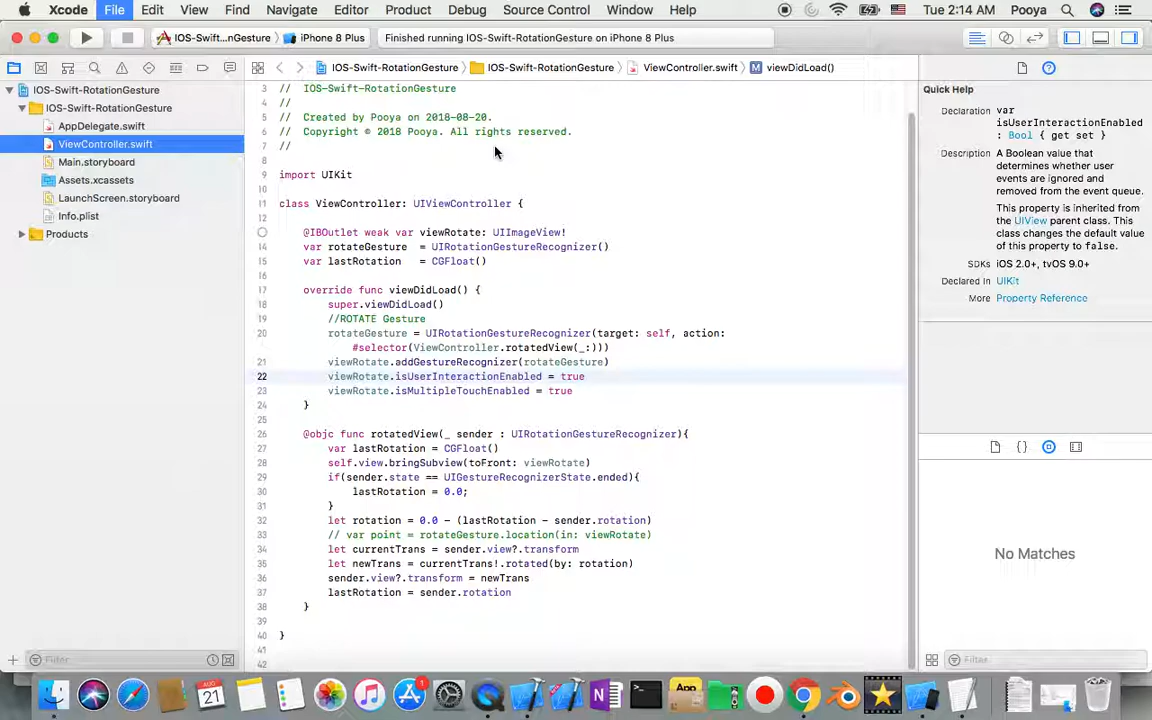 Xcode File Edit View Find Navigate Editor Product Debug Source Control Window Help Tue 2:14 AM Pooya
IOS-Swift...nGesture iPhone 8 Plus Finished running IOS-Swift-RotationGesture on iPhone 8 Plus
IOS-Swift-RotationGesture IOS-Swift-RotationGesture ViewController.swift M viewDidLoad()
IOS-Swift-RotationGesture
IOS-Swift-RotationGesture
AppDelegate.swift
ViewController.swift
Main.storyboard
Assets.xcassets
LaunchScreen.storyboard
Info.plist
Products
Filter
3 // IOS-Swift-RotationGesture
4 //
5 // Created by Pooya on 2018-08-20.
6 // Copyright © 2018 Pooya. All rights reserved.
7 //
8
9 import UIKit
10
11 class ViewController: UIViewController {
12
@IBOutlet weak var viewRotate: UIImageView!
14 var rotateGesture = UIRotationGestureRecognizer()
15 var lastRotation = CGFloat()
16
17 override func viewDidLoad() {
18 super.viewDidLoad()
19 //ROTATE Gesture
20 rotateGesture = UIRotationGestureRecognizer(target: self, action:
#selector(ViewController.rotatedView(_:)))
21 viewRotate.addGestureRecognizer(rotateGesture)
22 viewRotate.isUserInteractionEnabled = true
23 viewRotate.isMultipleTouchEnabled = true
24 }
25
26 @objc func rotatedView(_ sender : UIRotationGestureRecognizer){
27 var lastRotation = CGFloat()
28 self.view.bringSubview(toFront: viewRotate)
29 if(sender.state == UIGestureRecognizerState.ended){
30 lastRotation = 0.0;
31 }
32 let rotation = 0.0 - (lastRotation - sender.rotation)
33 // var point = rotateGesture.location(in: viewRotate)
34 let currentTrans = sender.view?.transform
35 let newTrans = currentTrans!.rotated(by: rotation)
36 sender.view?.transform = newTrans
37 lastRotation = sender.rotation
38 }
39
40 }
41
42
Quick Help
Declaration var
isUserInteractionEnabled
: Bool { get set }
Description A Boolean value that
determines whether user
events are ignored and
removed from the event queue.
This property is inherited from
the UIView parent class. This
class changes the default value
of this property to false.
SDKs iOS 2.0+, tvOS 9.0+
Declared in UIKit
More Property Reference
{ }
No Matches
Filter
AUG
21
1
N
App